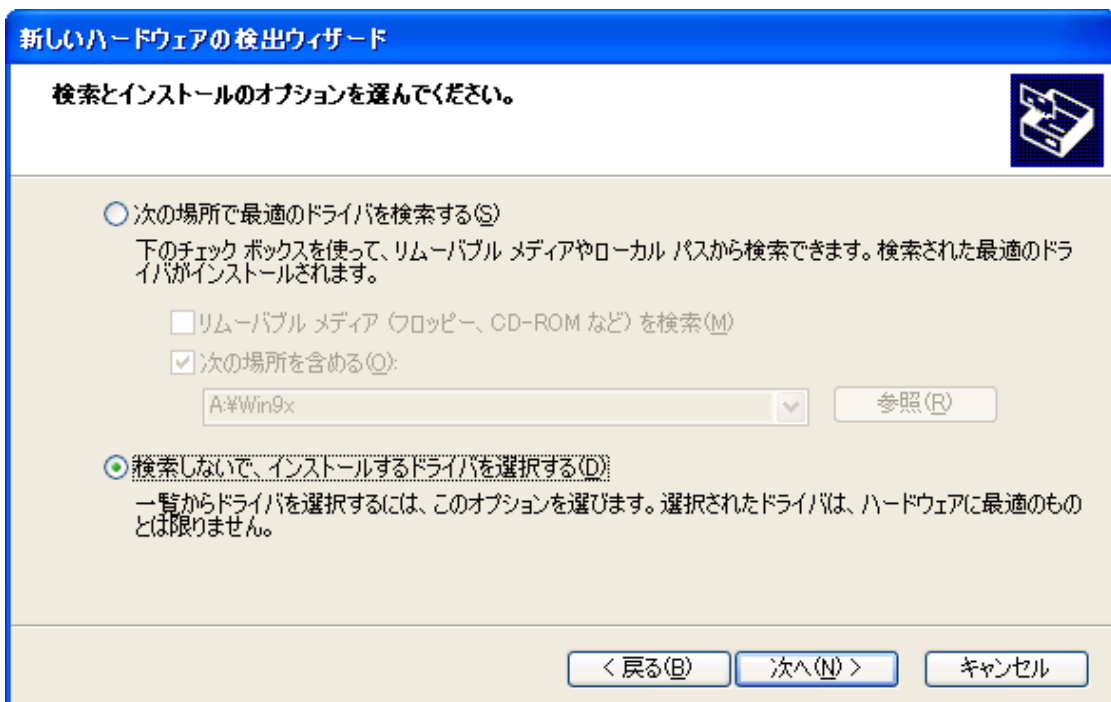 新しいハードウェアの検出ウィザード
検索とインストールのオプションを選んでください。
次の場所で最適のドライバを検索する(S)
下のチェック ボックスを使って、リムーバブル メディアやローカル パスから検索できます。検索された最適のドラ
イバがインストールされます。
リムーバブル メディア (フロッピー、CD-ROM など) を検索(M)
次の場所を含める(O):
A:¥Win9x
参照(R)
検索しないで、インストールするドライバを選択する(D)
一覧からドライバを選択するには、このオプションを選びます。選択されたドライバは、ハードウェアに最適のもの
とは限りません。
< 戻る(B) 次へ(N) > キャンセル